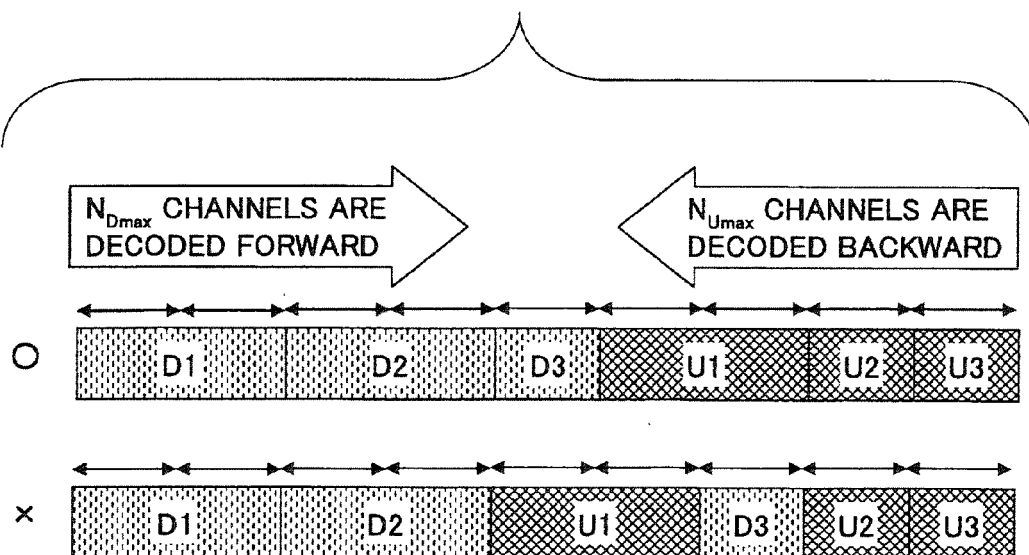 N_Dmax CHANNELS ARE
DECODED FORWARD
N_Umax CHANNELS ARE
DECODED BACKWARD
O D1 D2 D3 U1 U2 U3
× D1 D2 U1 D3 U2 U3